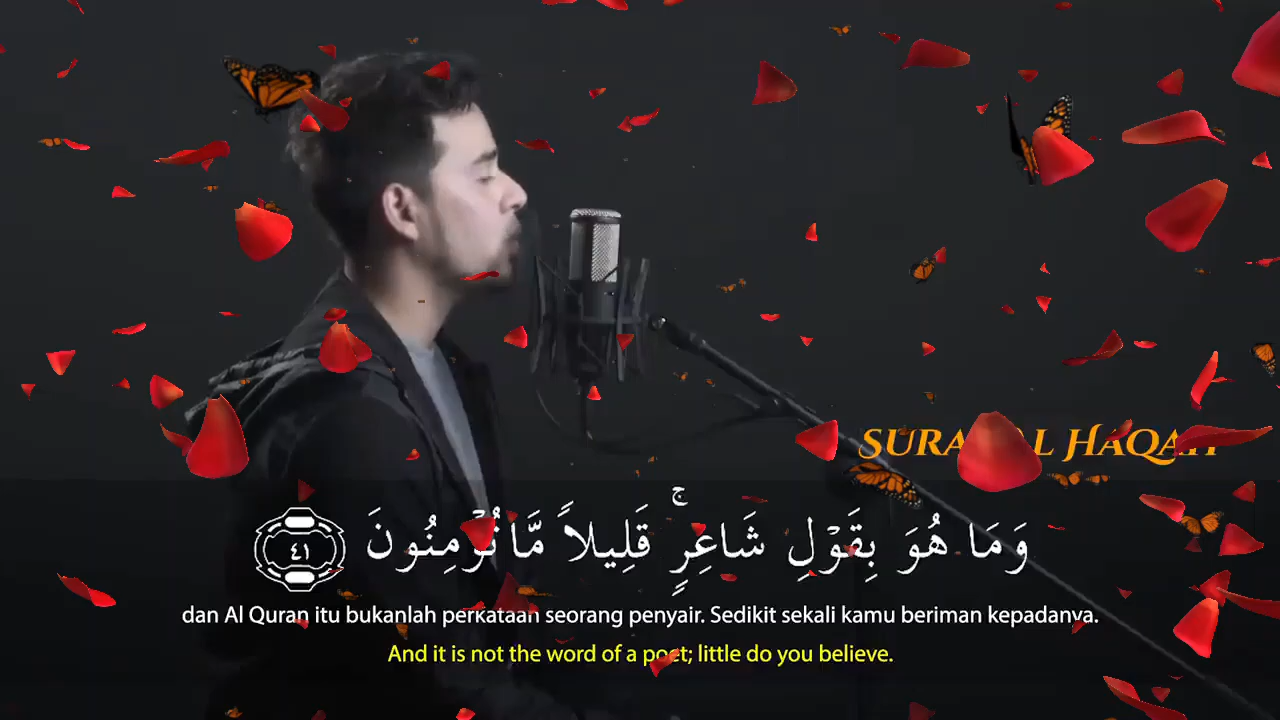 SURAH AL HAQAH
وَمَا هُوَ بِقَوْلِ شَاعِرٍ ۚ قَلِيلاً مَّا تُؤْمِنُونَ ٤١
dan Al Quran itu bukanlah perkataan seorang penyair. Sedikit sekali kamu beriman kepadanya.
And it is not the word of a poet; little do you believe.